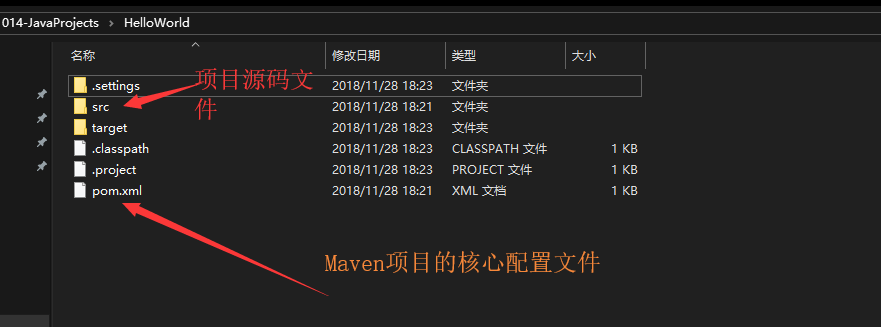 014-JavaProjects > HelloWorld
名称 修改日期 类型 大小
.settings 2018/11/28 18:23 文件夹
项目源码文
src 2018/11/28 18:21 文件夹
件
target 2018/11/28 18:23 文件夹
.classpath 2018/11/28 18:23 CLASSPATH 文件 1 KB
.project 2018/11/28 18:23 PROJECT 文件 1 KB
pom.xml 2018/11/28 18:21 XML 文档 1 KB
Maven项目的核心配置文件